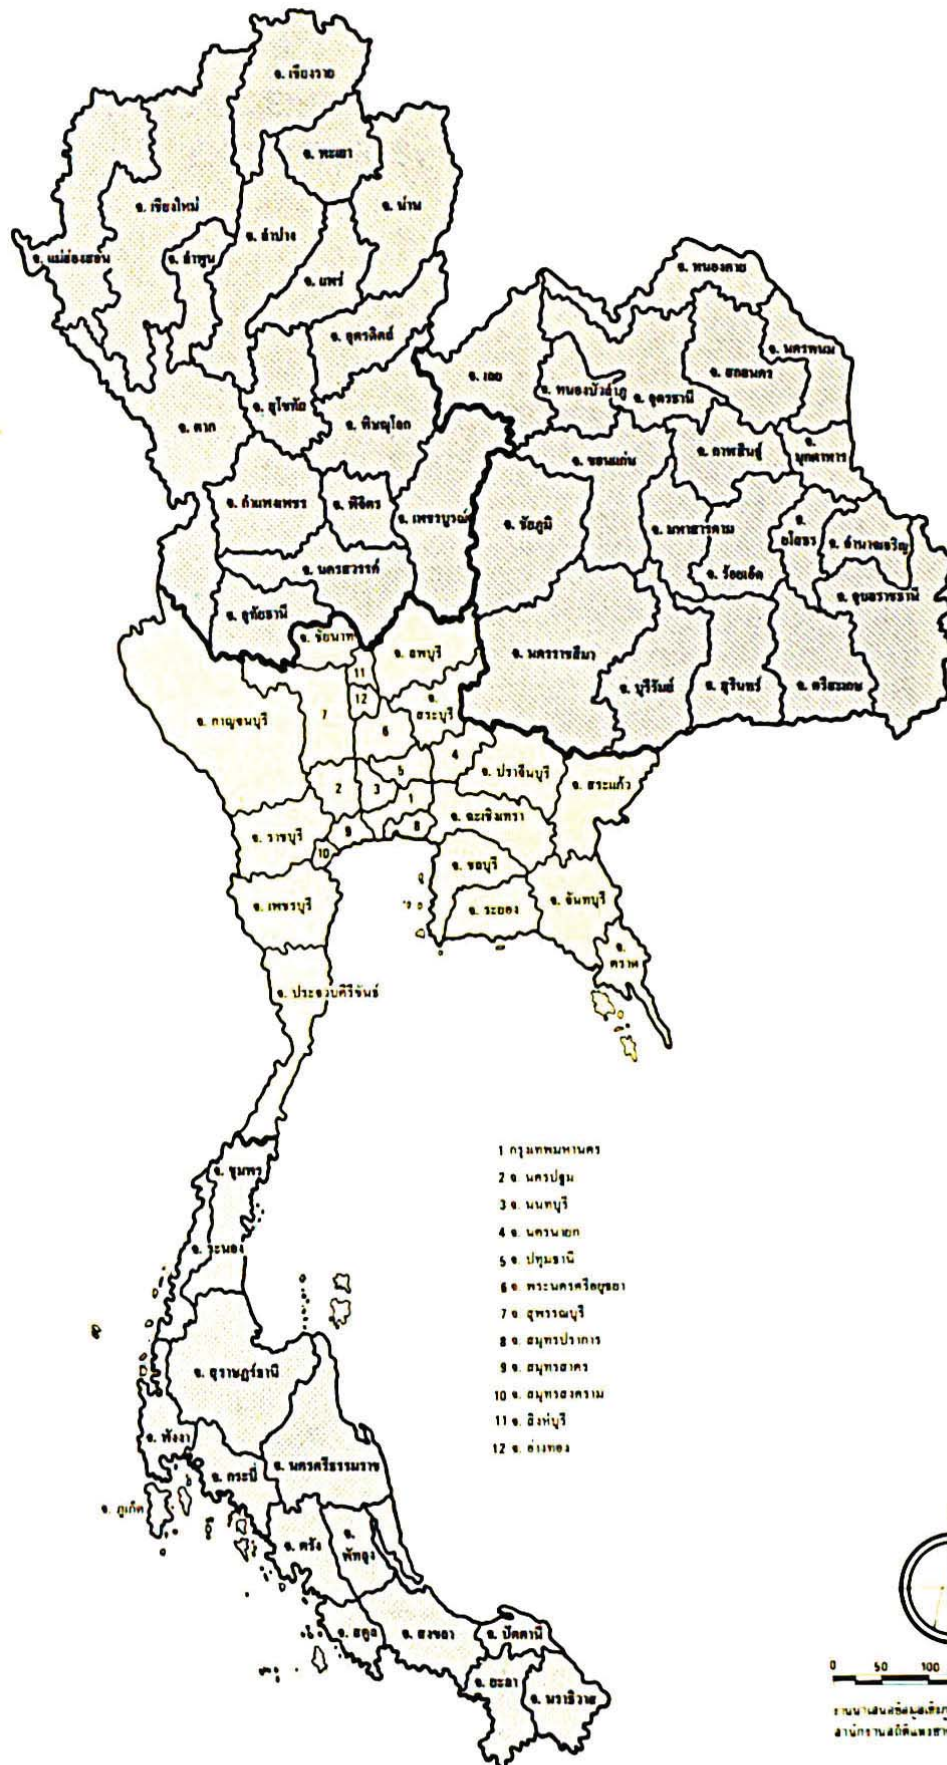 จ. เชียงราย
จ. พะเยา
จ. น่าน
จ. เชียงใหม่
จ. ลำปาง
จ. แม่ฮ่องสอน
จ. ลำพูน
จ. แพร่
จ. อุตรดิตถ์
จ. หนองคาย
จ. นครพนม
จ. สกลนคร
จ. เลย
จ. หนองบัวลำภู
จ. อุดรธานี
จ. สุโขทัย
จ. พิษณุโลก
จ. ตาก
จ. ขอนแก่น
จ. กาฬสินธุ์
จ.
มุกดาหาร
จ. กำแพงเพชร
จ. พิจิตร
จ. เพชรบูรณ์
จ. ชัยภูมิ
จ. มหาสารคาม
จ.
ยโสธร
จ. อำนาจเจริญ
จ. ร้อยเอ็ด
จ. นครสวรรค์
จ. อุบลราชธานี
จ. อุทัยธานี
จ. ชัยนาท
จ. ลพบุรี
จ. นครราชสีมา
จ. บุรีรัมย์
จ. สุรินทร์
จ. ศรีสะเกษ
11
12
จ.
สระบุรี
จ. กาญจนบุรี
7
6
4
5
จ. ปราจีนบุรี
จ. สระแก้ว
2
3
1
จ. ฉะเชิงเทรา
จ. ราชบุรี
9
8
10
จ. ชลบุรี
จ. เพชรบุรี
จ. ระยอง
จ. จันทบุรี
จ.
ตราด
จ. ประจวบคีรีขันธ์
1 กรุงเทพมหานคร
2 จ. นครปฐม
3 จ. นนทบุรี
4 จ. นครนายก
5 จ. ปทุมธานี
6 จ. พระนครศรีอยุธยา
7 จ. สุพรรณบุรี
8 จ. สมุทรปราการ
9 จ. สมุทรสาคร
10 จ. สมุทรสงคราม
11 จ. สิงห์บุรี
12 จ. อ่างทอง
จ. ชุมพร
จ. ระนอง
จ. สุราษฎร์ธานี
จ. พังงา
จ. กระบี่
จ. นครศรีธรรมราช
จ. ภูเก็ต
จ. ตรัง
จ.
พัทลุง
จ. สตูล
จ. สงขลา
จ. ปัตตานี
จ. ยะลา
จ. นราธิวาส
0 50 100